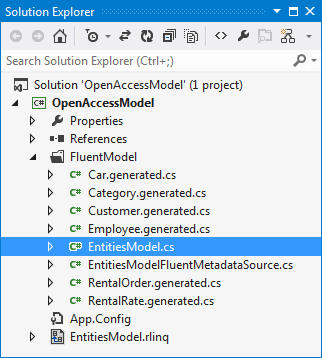 Solution Explorer
Search Solution Explorer (Ctrl+;)
Solution 'OpenAccessModel' (1 project)
C# OpenAccessModel
Properties
References
FluentModel
C# Car.generated.cs
C# Category.generated.cs
C# Customer.generated.cs
C# Employee.generated.cs
C# EntitiesModel.cs
C# EntitiesModelFluentMetadataSource.cs
C# RentalOrder.generated.cs
C# RentalRate.generated.cs
App.Config
EntitiesModel.rlinq